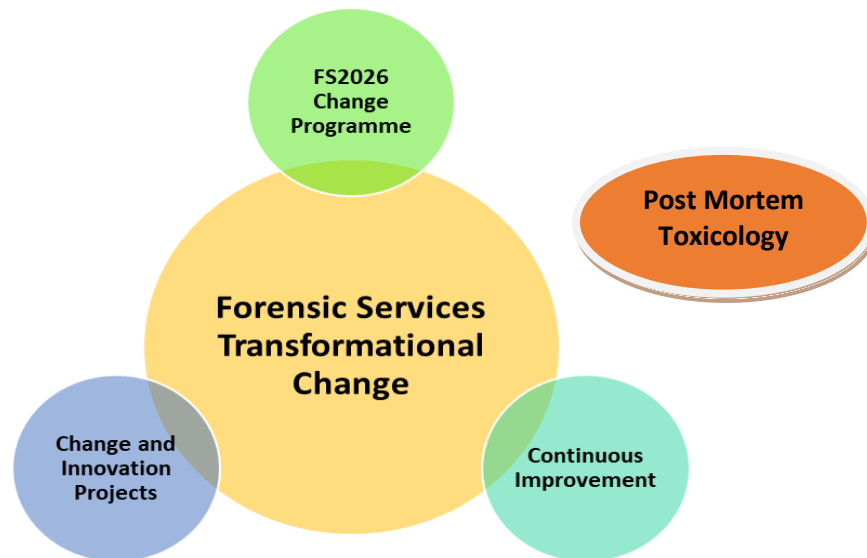 FS2026
Change
Programme
Post Mortem
Toxicology
Forensic Services
Transformational
Change
Change and
Innovation
Projects
Continuous
Improvement